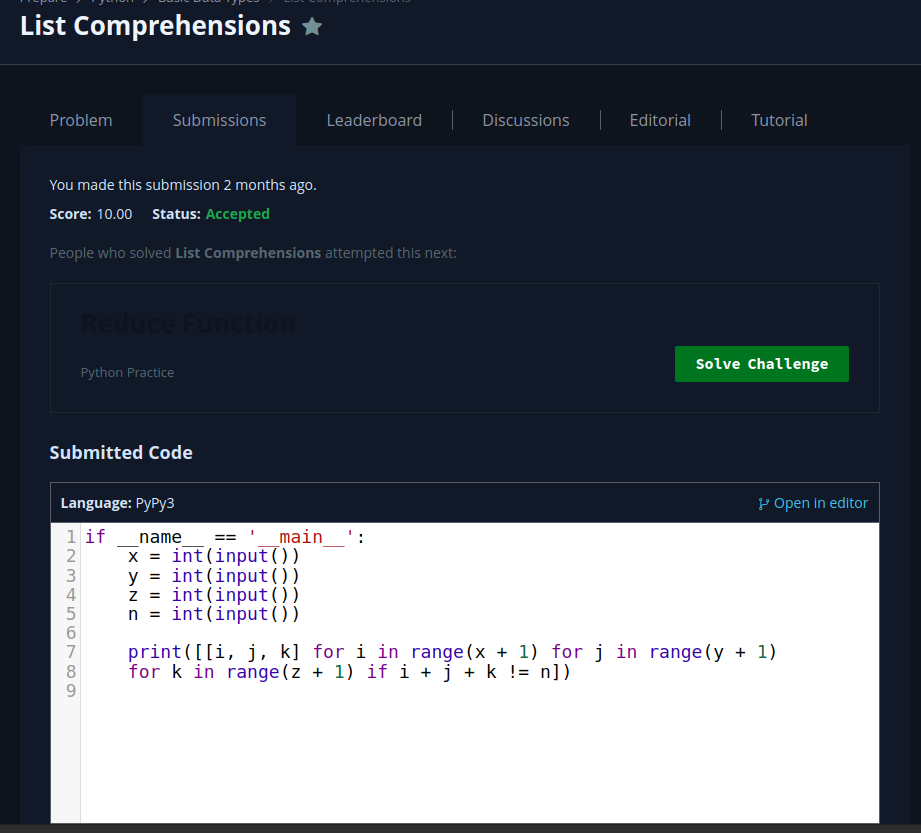 Prepare > Python > Basic Data Types > List Comprehensions
List Comprehensions
Problem
Submissions
Leaderboard
Discussions
Editorial
Tutorial
You made this submission 2 months ago.
Score: 10.00 Status: Accepted
People who solved List Comprehensions attempted this next:
Reduce Function
Python Practice
Solve Challenge
Submitted Code
Language: PyPy3
Open in editor
1 if __name__ == '__main__':
2     x = int(input())
3     y = int(input())
4     z = int(input())
5     n = int(input())
6
7     print([[i, j, k] for i in range(x + 1) for j in range(y + 1)
8     for k in range(z + 1) if i + j + k != n])
9